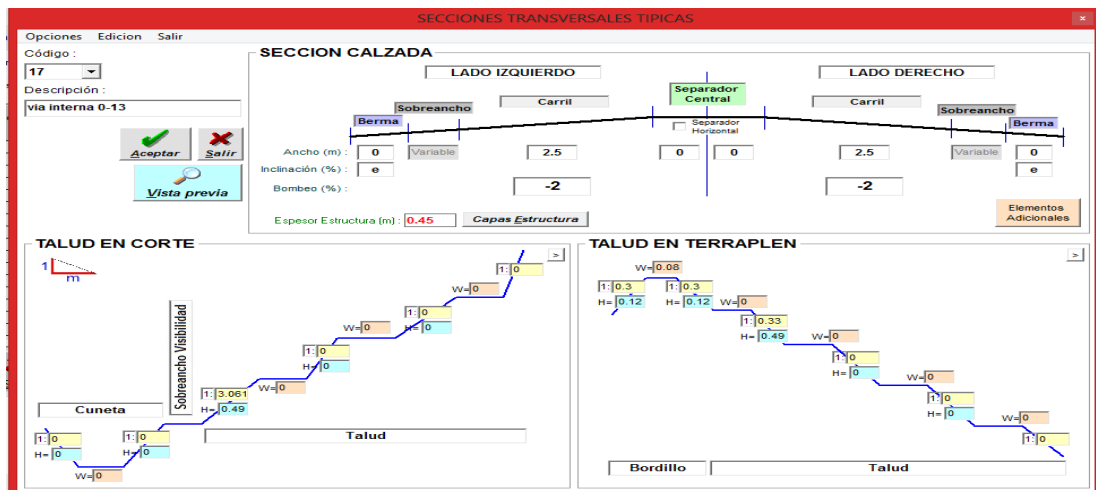 SECCIONES TRANSVERSALES TIPICAS
Opciones Edicion Salir
Código :
17
Descripción :
via interna 0-13
Aceptar Salir
Vista previa
SECCION CALZADA
LADO IZQUIERDO LADO DERECHO
Separador
Central
Carril Carril
Sobreancho Sobreancho
Berma Berma
Separador
Horizontal
Ancho (m) : 0 Variable 2.5 0 0 2.5 Variable 0
Inclinación (%) : e e
Bombeo (%) : -2 -2
Espesor Estructura (m) : 0.45 Capas Estructura
Elementos
Adicionales
TALUD EN CORTE
>
1
m
1: 0
W= 0
1: 0
H= 0
W= 0
1: 0
H= 0
W= 0
Sobreancho Visibilidad
1: 3.061
H= 0.49
Cuneta
Talud
1: 0 1: 0
H= 0 H= 0
W= 0
TALUD EN TERRAPLEN
>
W= 0.08
1: 0.3 1: 0.3
H= 0.12 H= 0.12 W= 0
1: 0.33
H= 0.49 W= 0
1: 0
H= 0 W= 0
1: 0
H= 0 W= 0
1: 0
Bordillo Talud